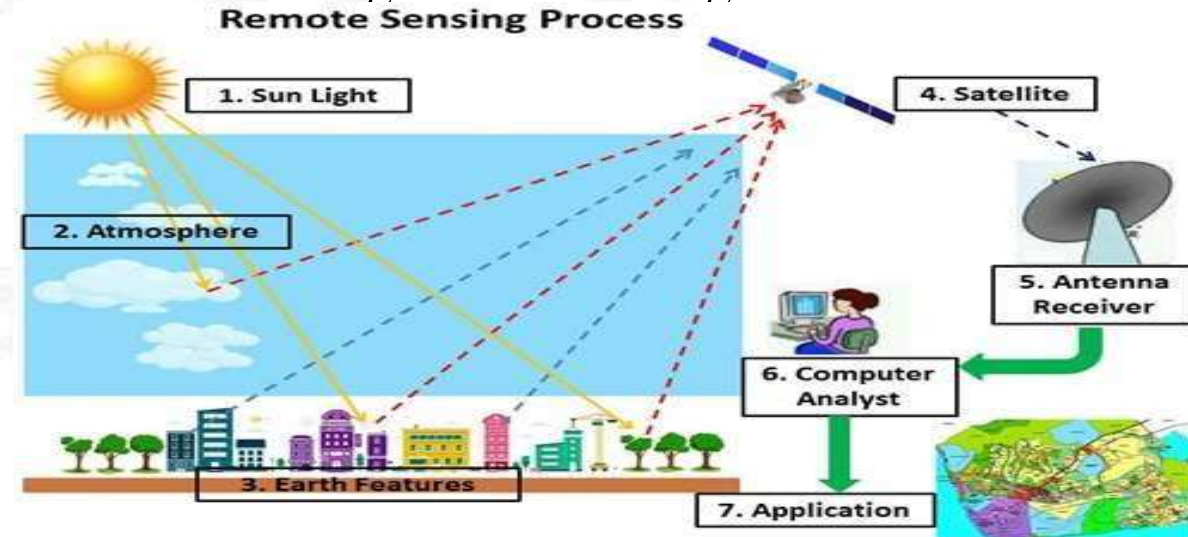 Remote Sensing Process
1. Sun Light
4. Satellite
2. Atmosphere
5. Antenna
Receiver
6. Computer
Analyst
3. Earth Features
7. Application